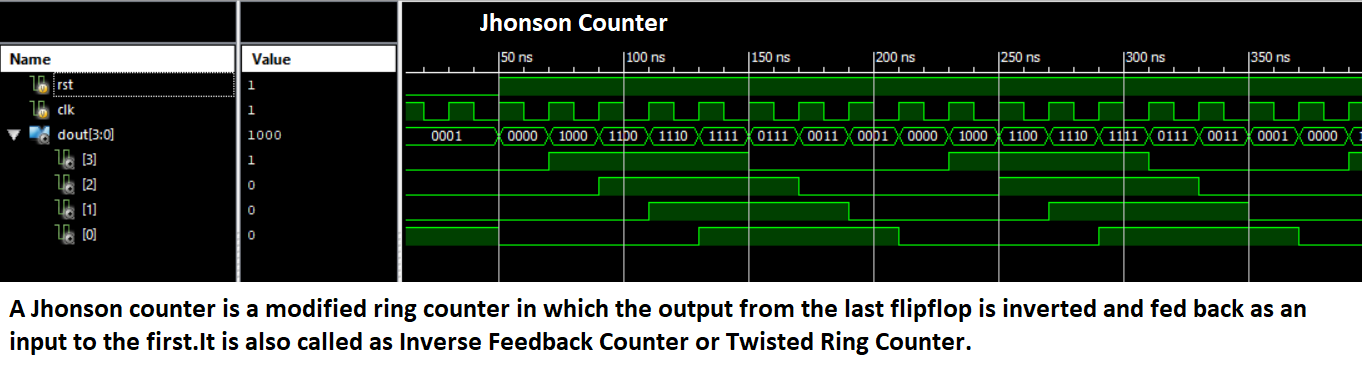 Jhonson Counter
Name Value 50 ns 100 ns 150 ns 200 ns 250 ns 300 ns 350 ns
rst 1
clk 1
dout[3:0] 1000 0001 0000 1000 1100 1110 1111 0111 0011 0001 0000 1000 1100 1110 1111 0111 0011 0001 0000
[3] 1
[2] 0
[1] 0
[0] 0
A Jhonson counter is a modified ring counter in which the output from the last flipflop is inverted and fed back as an
input to the first.It is also called as Inverse Feedback Counter or Twisted Ring Counter.